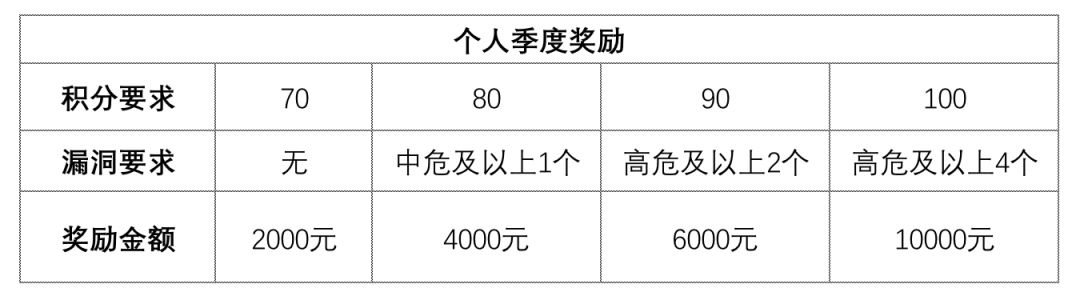 个人季度奖励
积分要求 70 80 90 100
漏洞要求 无 中危及以上1个 高危及以上2个 高危及以上4个
奖励金额 2000元 4000元 6000元 10000元